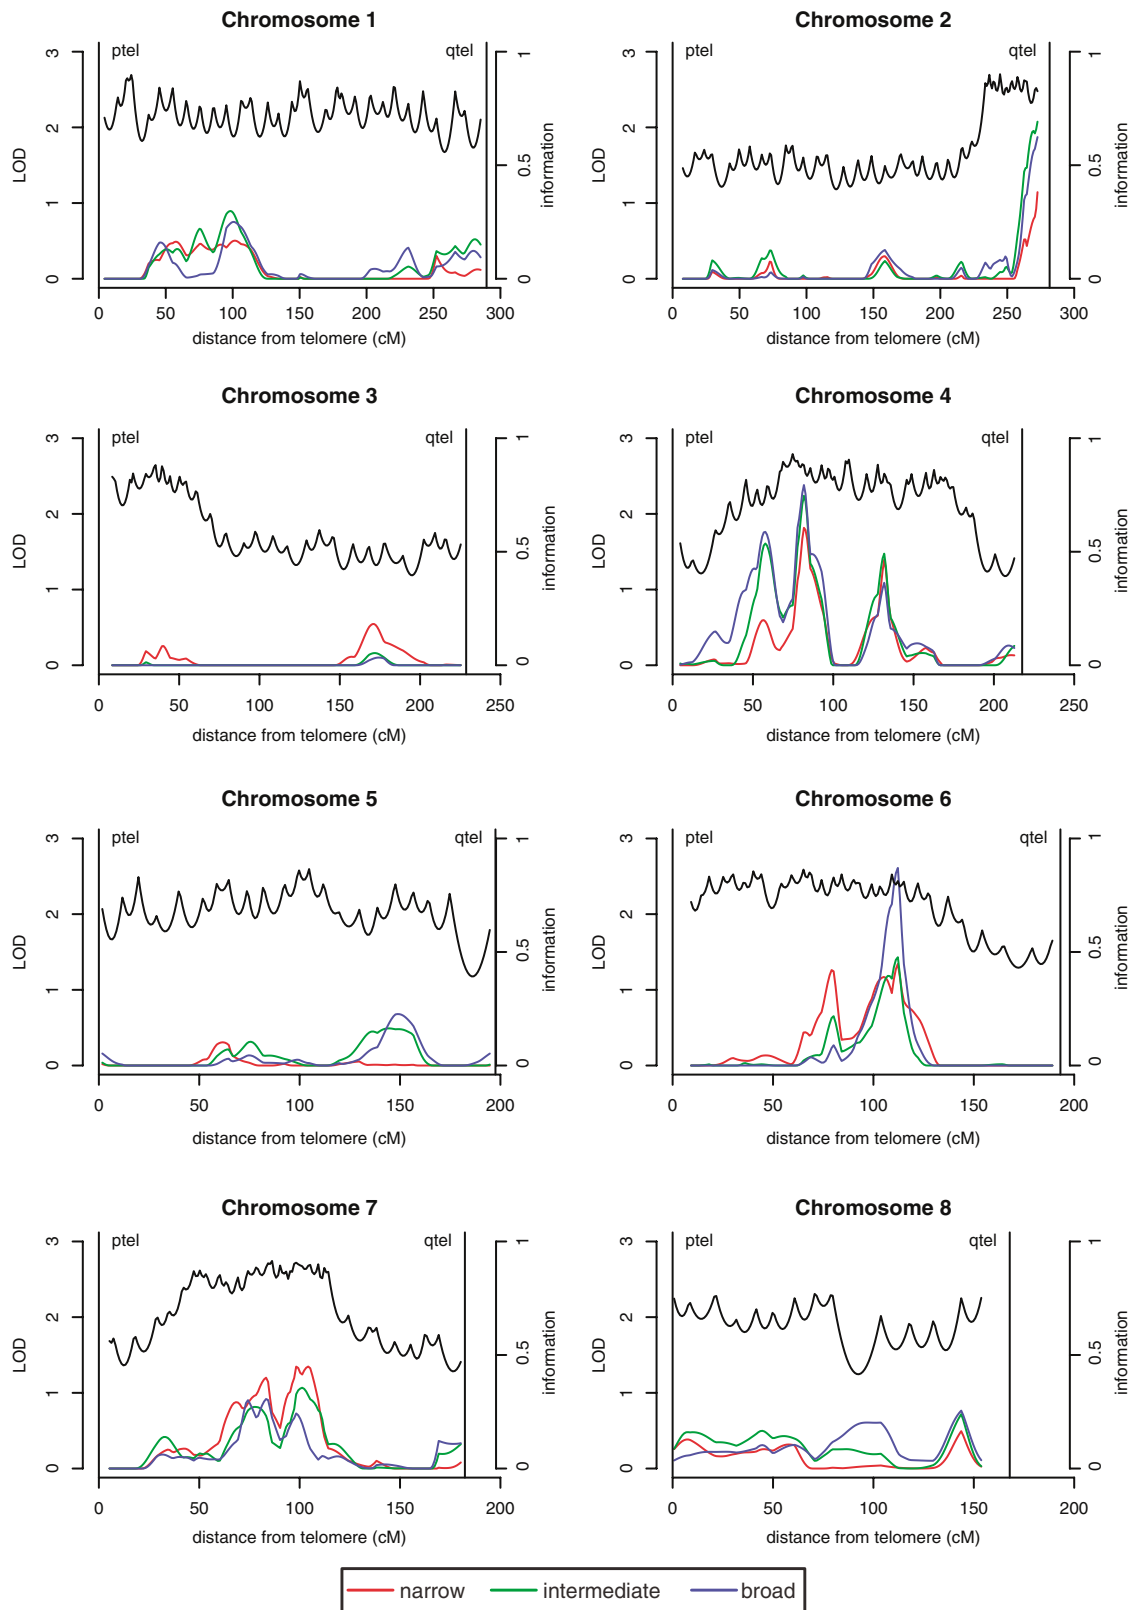 Chromosome 1
ptel qtel
LOD
0 1 2 3
information
0 0.5 1
0 50 100 150 200 250 300
distance from telomere (cM)
Chromosome 2
ptel qtel
LOD
0 1 2 3
information
0 0.5 1
0 50 100 150 200 250 300
distance from telomere (cM)
Chromosome 3
ptel qtel
LOD
0 1 2 3
information
0 0.5 1
0 50 100 150 200 250
distance from telomere (cM)
Chromosome 4
ptel qtel
LOD
0 1 2 3
information
0 0.5 1
0 50 100 150 200 250
distance from telomere (cM)
Chromosome 5
ptel qtel
LOD
0 1 2 3
information
0 0.5 1
0 50 100 150 200
distance from telomere (cM)
Chromosome 6
ptel qtel
LOD
0 1 2 3
information
0 0.5 1
0 50 100 150 200
distance from telomere (cM)
Chromosome 7
ptel qtel
LOD
0 1 2 3
information
0 0.5 1
0 50 100 150 200
distance from telomere (cM)
Chromosome 8
ptel qtel
LOD
0 1 2 3
information
0 0.5 1
0 50 100 150 200
distance from telomere (cM)
narrow intermediate broad